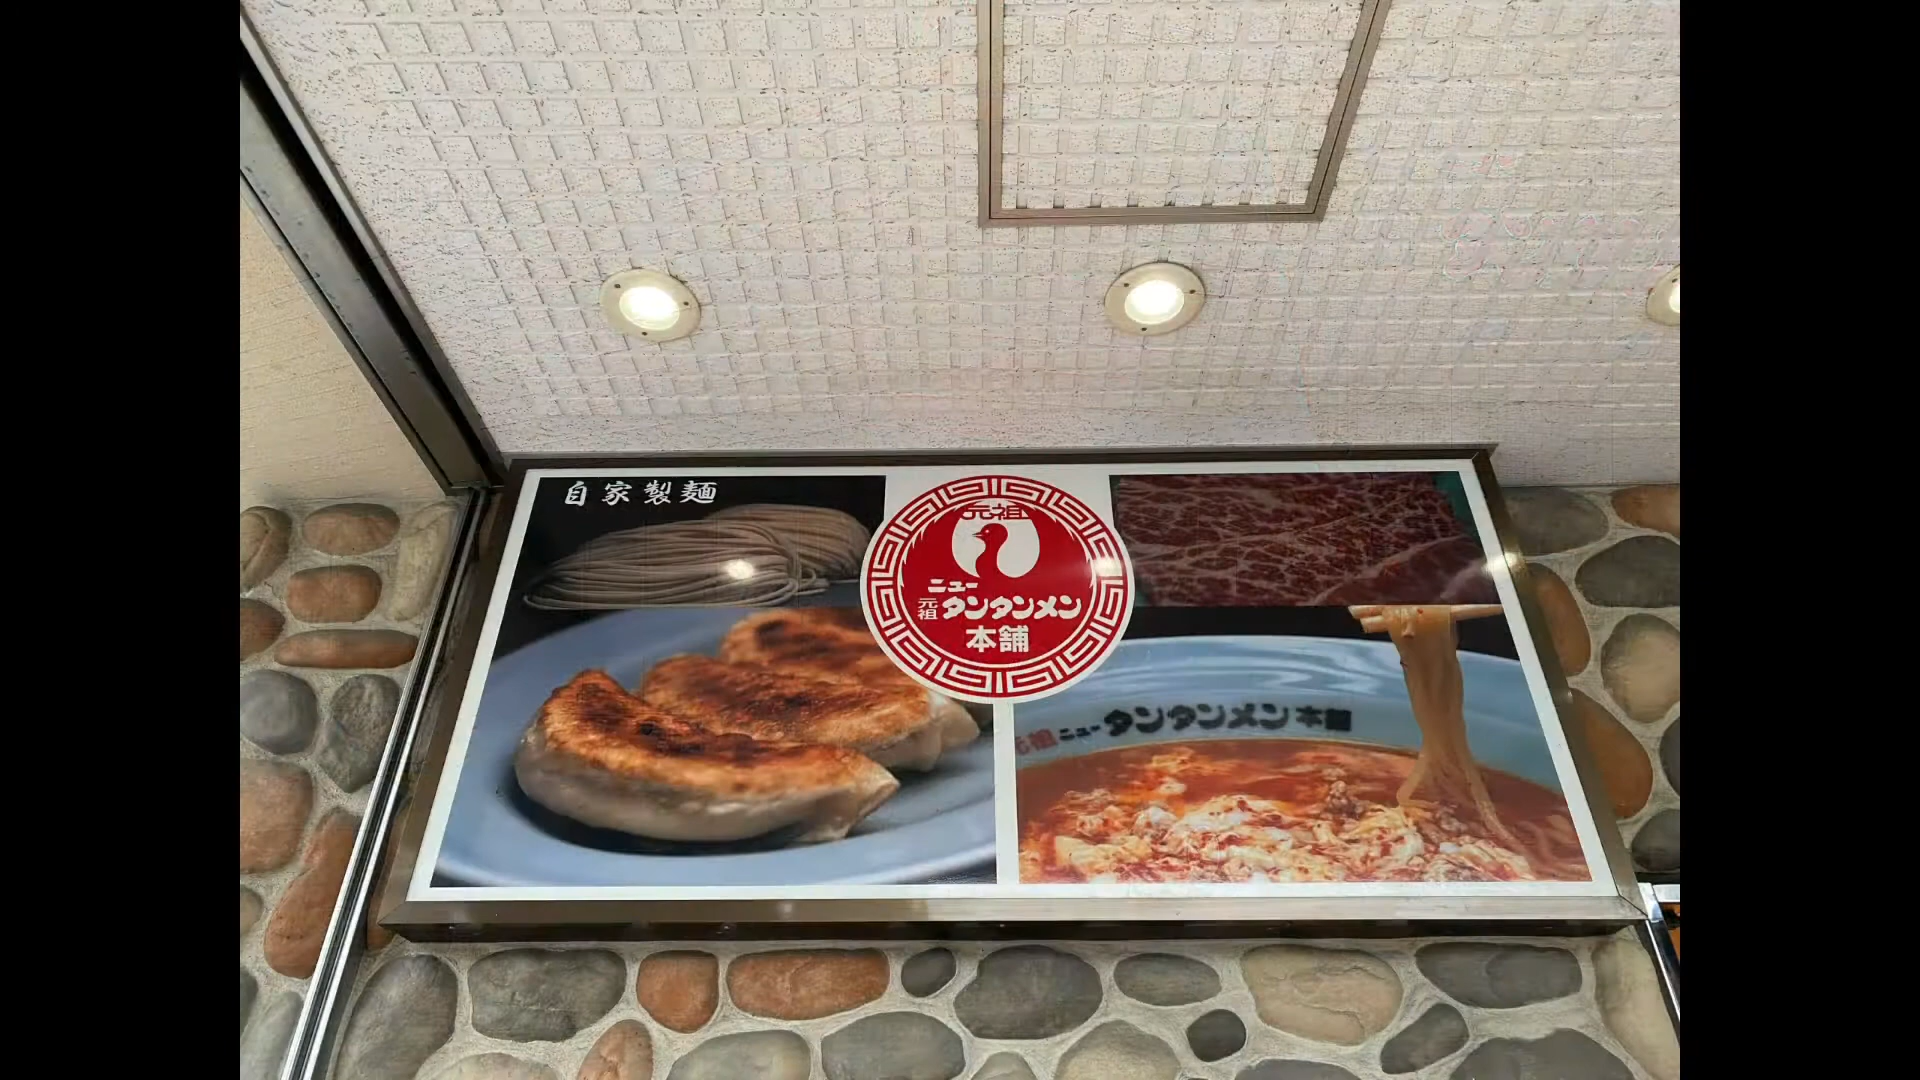 自家製麺
元祖
ニュー
元祖 タンタンメン
本舗
元祖 ニュー タンタンメン 本舗